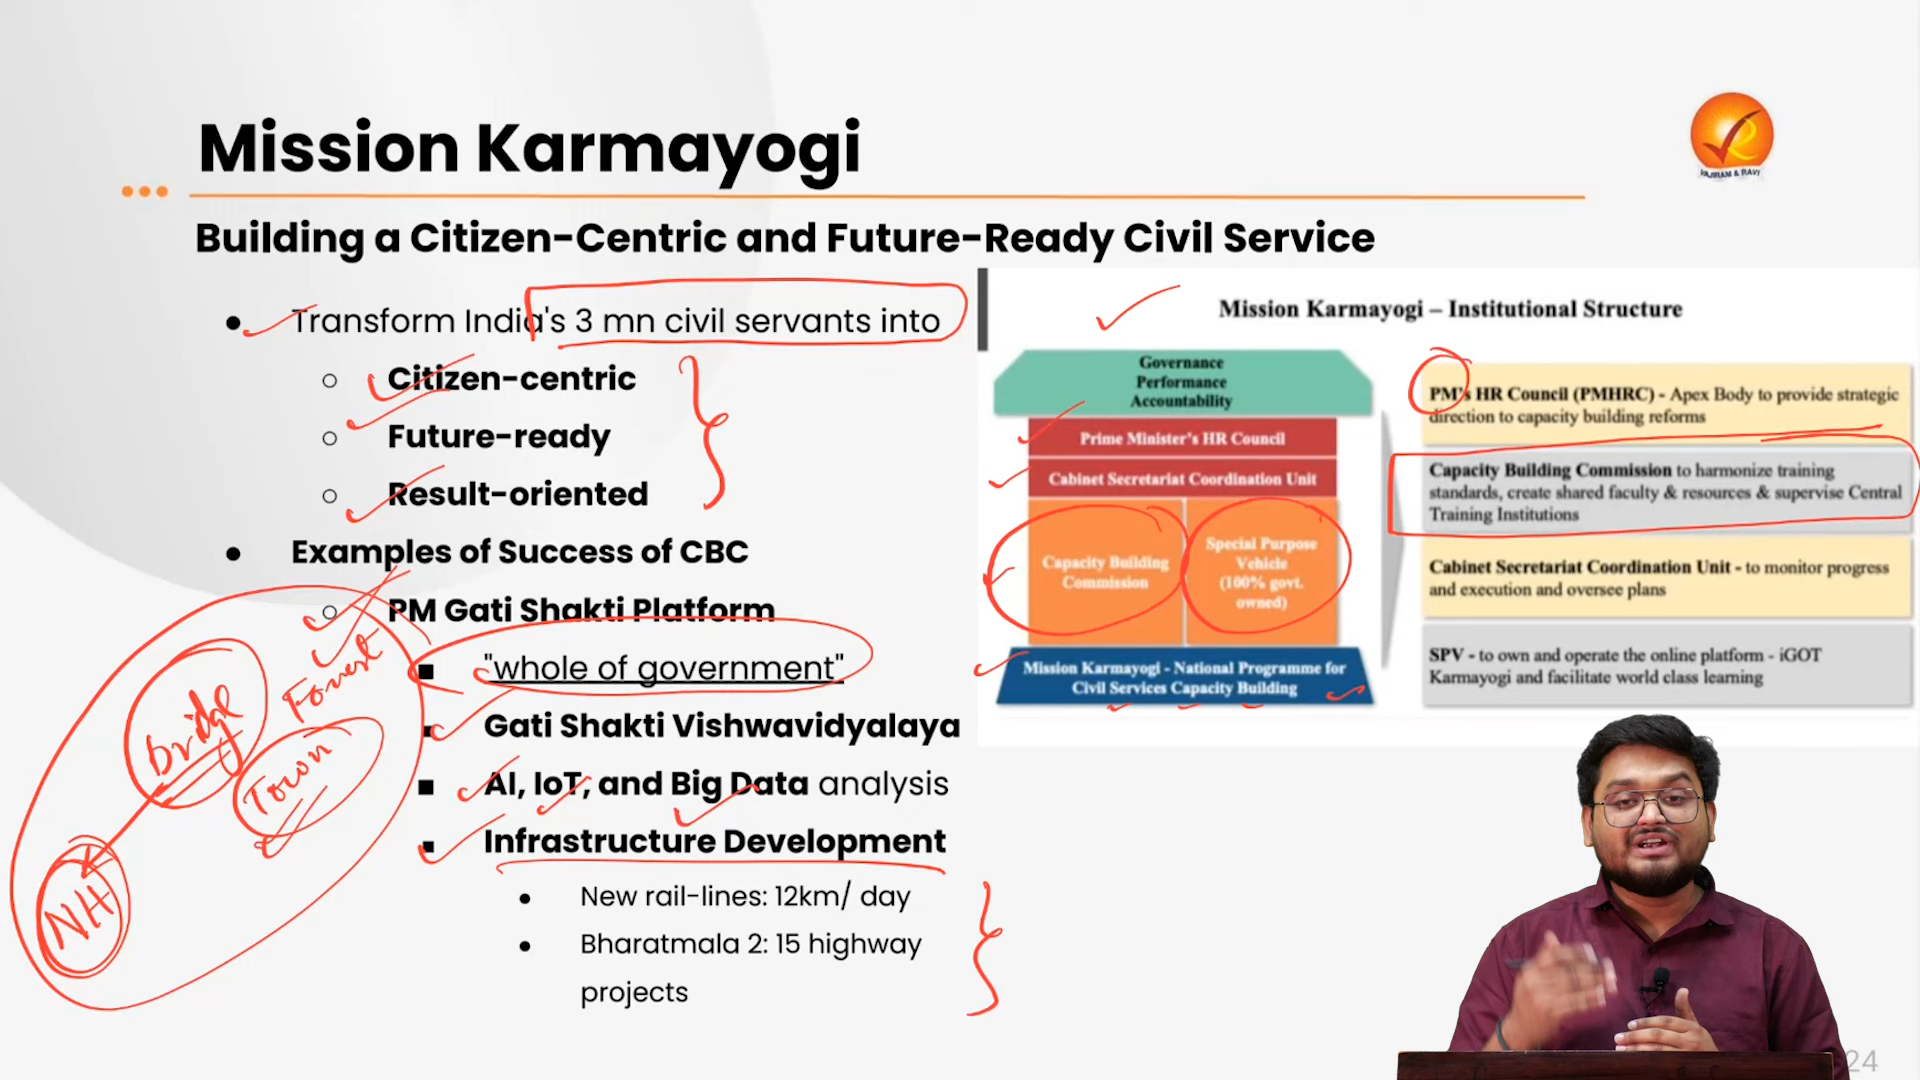 Mission Karmayogi
VAJIRAM & RAVI
Building a Citizen-Centric and Future-Ready Civil Service
Transform India's 3 mn civil servants into
Citizen-centric
Future-ready
Result-oriented
Examples of Success of CBC
PM Gati Shakti Platform
"whole of government"
Gati Shakti Vishwavidyalaya
AI, IoT, and Big Data analysis
Infrastructure Development
New rail-lines: 12km/ day
Bharatmala 2: 15 highway
projects
Bridge
Forest
Town
NH
Mission Karmayogi – Institutional Structure
Governance
Performance
Accountability
Prime Minister's HR Council
Cabinet Secretariat Coordination Unit
Capacity Building
Commission
Special Purpose
Vehicle
(100% govt.
owned)
Mission Karmayogi - National Programme for
Civil Services Capacity Building
PM's HR Council (PMHRC) - Apex Body to provide strategic
direction to capacity building reforms
Capacity Building Commission to harmonize training
standards, create shared faculty & resources & supervise Central
Training Institutions
Cabinet Secretariat Coordination Unit - to monitor progress
and execution and oversee plans
SPV - to own and operate the online platform - iGOT
Karmayogi and facilitate world class learning
24